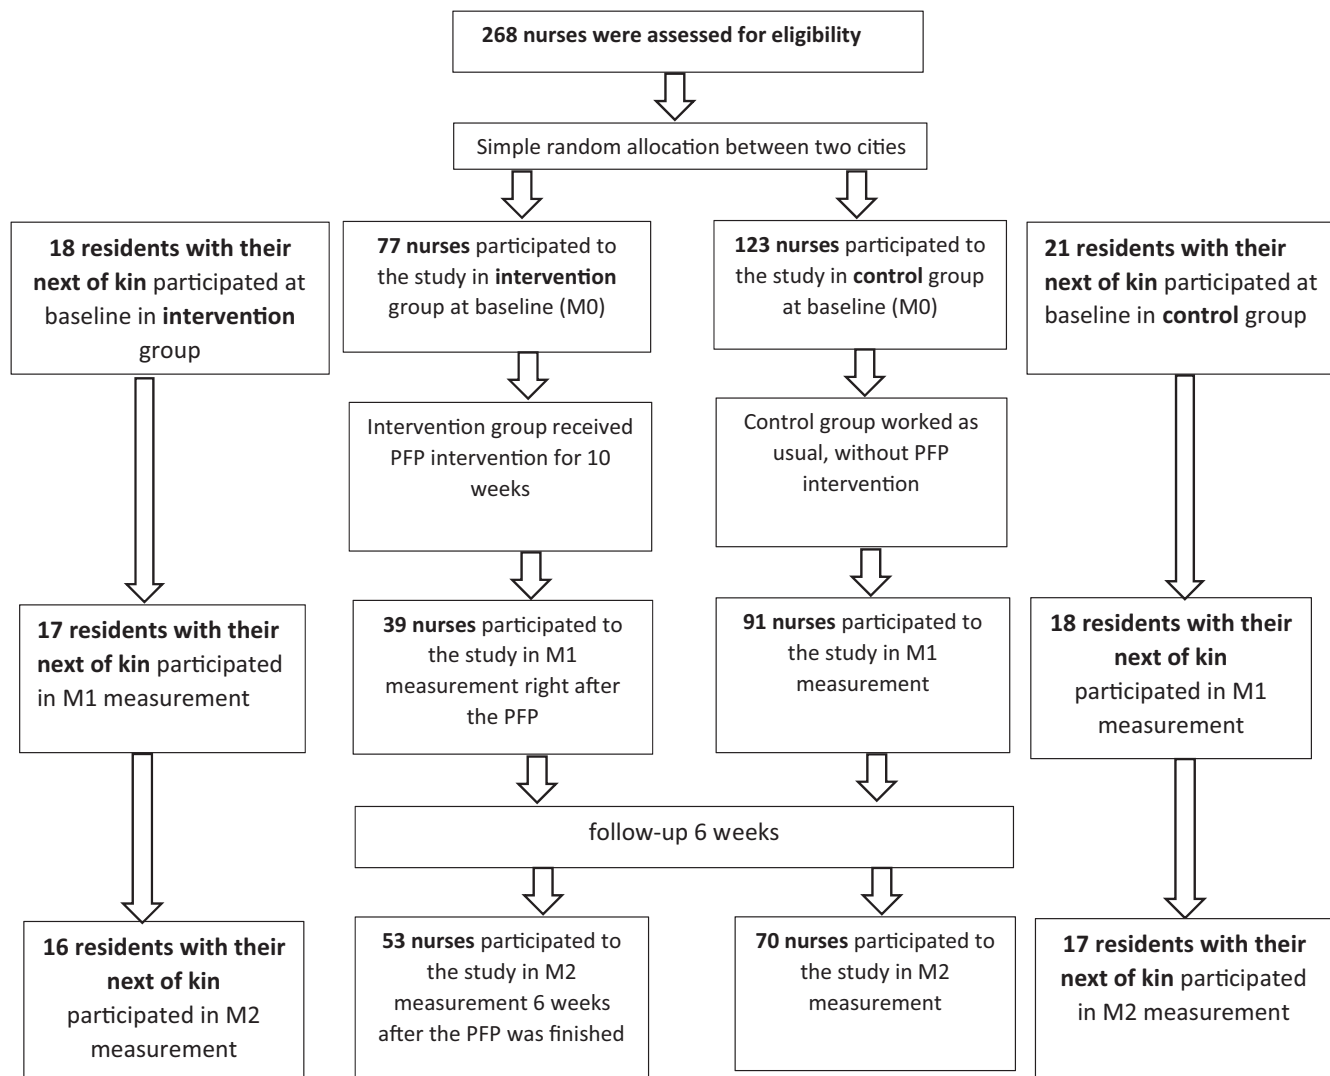 268 nurses were assessed for eligibility
Simple random allocation between two cities
18 residents with their
next of kin participated at
baseline in intervention
group
77 nurses participated to
the study in intervention
group at baseline (M0)
123 nurses participated to
the study in control group
at baseline (M0)
21 residents with their
next of kin participated at
baseline in control group
Intervention group received
PFP intervention for 10
weeks
Control group worked as
usual, without PFP
intervention
17 residents with their
next of kin participated
in M1 measurement
39 nurses participated to
the study in M1
measurement right after
the PFP
91 nurses participated to
the study in M1
measurement
18 residents with their
next of kin
participated in M1
measurement
follow-up 6 weeks
16 residents with their
next of kin
participated in M2
measurement
53 nurses participated to
the study in M2
measurement 6 weeks
after the PFP was finished
70 nurses participated to
the study in M2
measurement
17 residents with their
next of kin participated
in M2 measurement